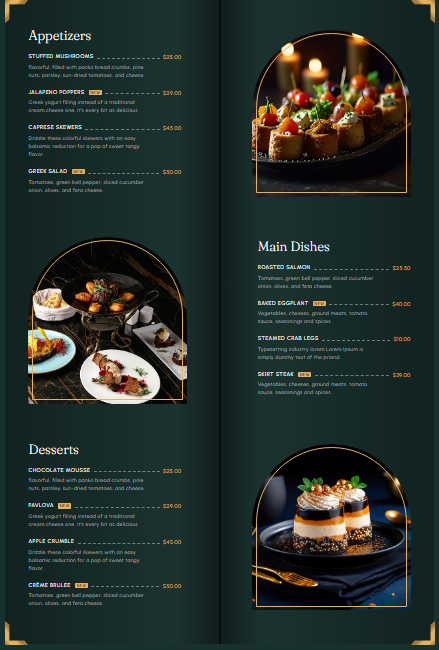 Appetizers
STUFFED MUSHROOMS $25.00
flavorful. filled with panko bread crumbs, pine
nuts, parsley, sun-dried tomatoes, and cheese
JALAPENO POPPERS NEW $29.00
Greek yogurt filling instead of a traditional
cream cheese one. it's every bit as delicious
CAPRESE SKEWERS $45.00
Drizzle these colorful skewers with an easy
balsamic reduction for a pop of sweet tangy
flavor
GREEK SALAD NEW $50.00
Tomatoes, green bell pepper, sliced cucumber
onion, olives, and feta cheese.
Main Dishes
ROASTED SALMON $25.50
Tomatoes, green bell pepper, sliced cucumber
onion, olives, and feta cheese
BAKED EGGPLANT NEW $40.00
Vegetables, cheeses, ground meats, tomato
sauce, seasonings and spices
STEAMED CRAB LEGS $10.00
Typesetting industry lorem Lorem Ipsum is
simply dummy text of the priand
SKIRT STEAK NEW $39.00
Vegetables, cheeses, ground meats, tomato
sauce, seasonings and spices.
Desserts
CHOCOLATE MOUSSE $25.00
flavorful. filled with panko bread crumbs, pine
nuts, parsley, sun-dried tomatoes, and cheese
PAVLOVA NEW $29.00
Greek yogurt filling instead of a traditional
cream cheese one. it's every bit as delicious
APPLE CRUMBLE $45.00
Drizzle these colorful skewers with an easy
balsamic reduction for a pop of sweet tangy
flavor
CRÈME BRULEE NEW $50.00
Tomatoes, green bell pepper, sliced cucumber
onion, olives, and feta cheese.